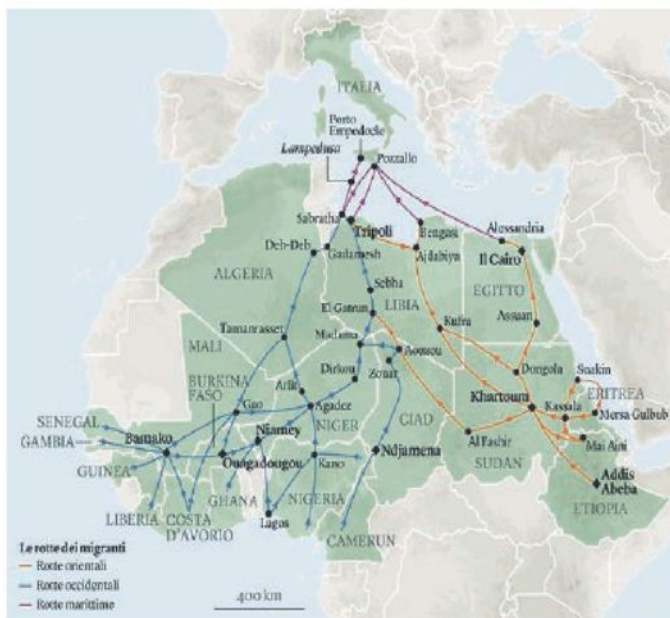 ITALIA
Porto
Empedocle
Lampedusa
Pozzallo
Sabratha
Tripoli
Bengasi
Alessandria
Deb-Deb
Gadamesh
Ajdabiya
Il Cairo
ALGERIA
Sebha
EGITTO
El Gatrun
LIBIA
Assuan
Tamanrasset
Madama
Kufra
MALI
Aouzou
Dongola
Suakin
BURKINA
FASO
Dirkou
Zouar
Arlit
Khartoum
Kassala
ERITREA
Gao
Agadez
CIAD
Mersa Gulbub
SENEGAL
GAMBIA
Bamako
Niamey
NIGER
Al Fashir
Mai Aini
Ouagadougou
Kano
Ndjamena
SUDAN
GUINEA
GHANA
NIGERIA
Addis
Abeba
LIBERIA
COSTA
D'AVORIO
Lagos
CAMERUN
ETIOPIA
Le rotte dei migranti
Rotte orientali
Rotte occidentali
Rotte marittime
400 km